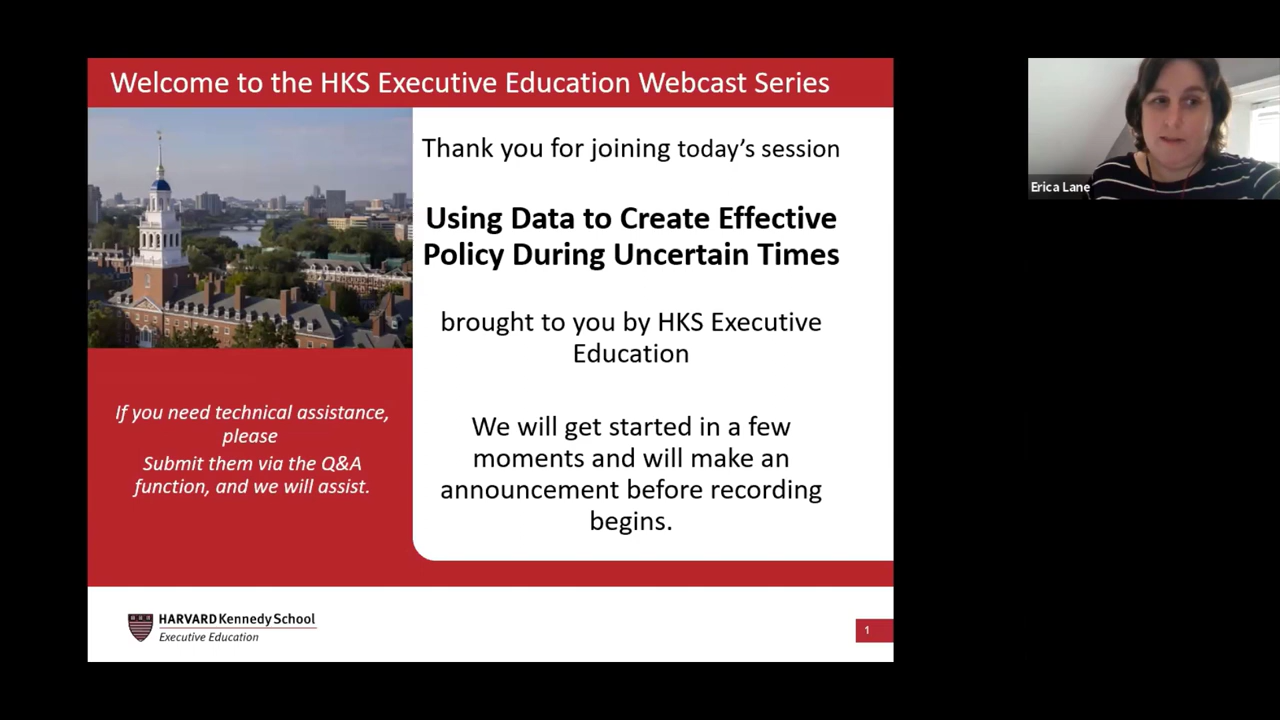 Welcome to the HKS Executive Education Webcast Series
Thank you for joining today's session
Using Data to Create Effective
Policy During Uncertain Times
brought to you by HKS Executive
Education
We will get started in a few
moments and will make an
announcement before recording
begins.
If you need technical assistance,
please
Submit them via the Q&A
function, and we will assist.
HARVARD Kennedy School
Executive Education
1
Erica Lane